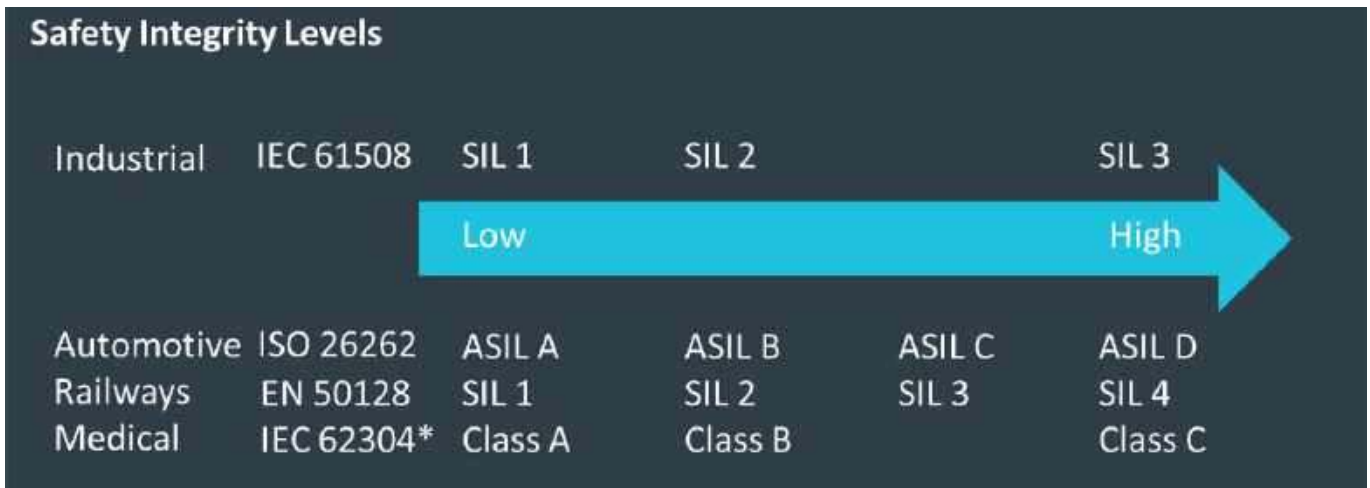 Safety Integrity Levels
Industrial IEC 61508 SIL 1 SIL 2 SIL 3
Low High
Automotive ISO 26262 ASIL A ASIL B ASIL C ASIL D
Railways EN 50128 SIL 1 SIL 2 SIL 3 SIL 4
Medical IEC 62304* Class A Class B Class C